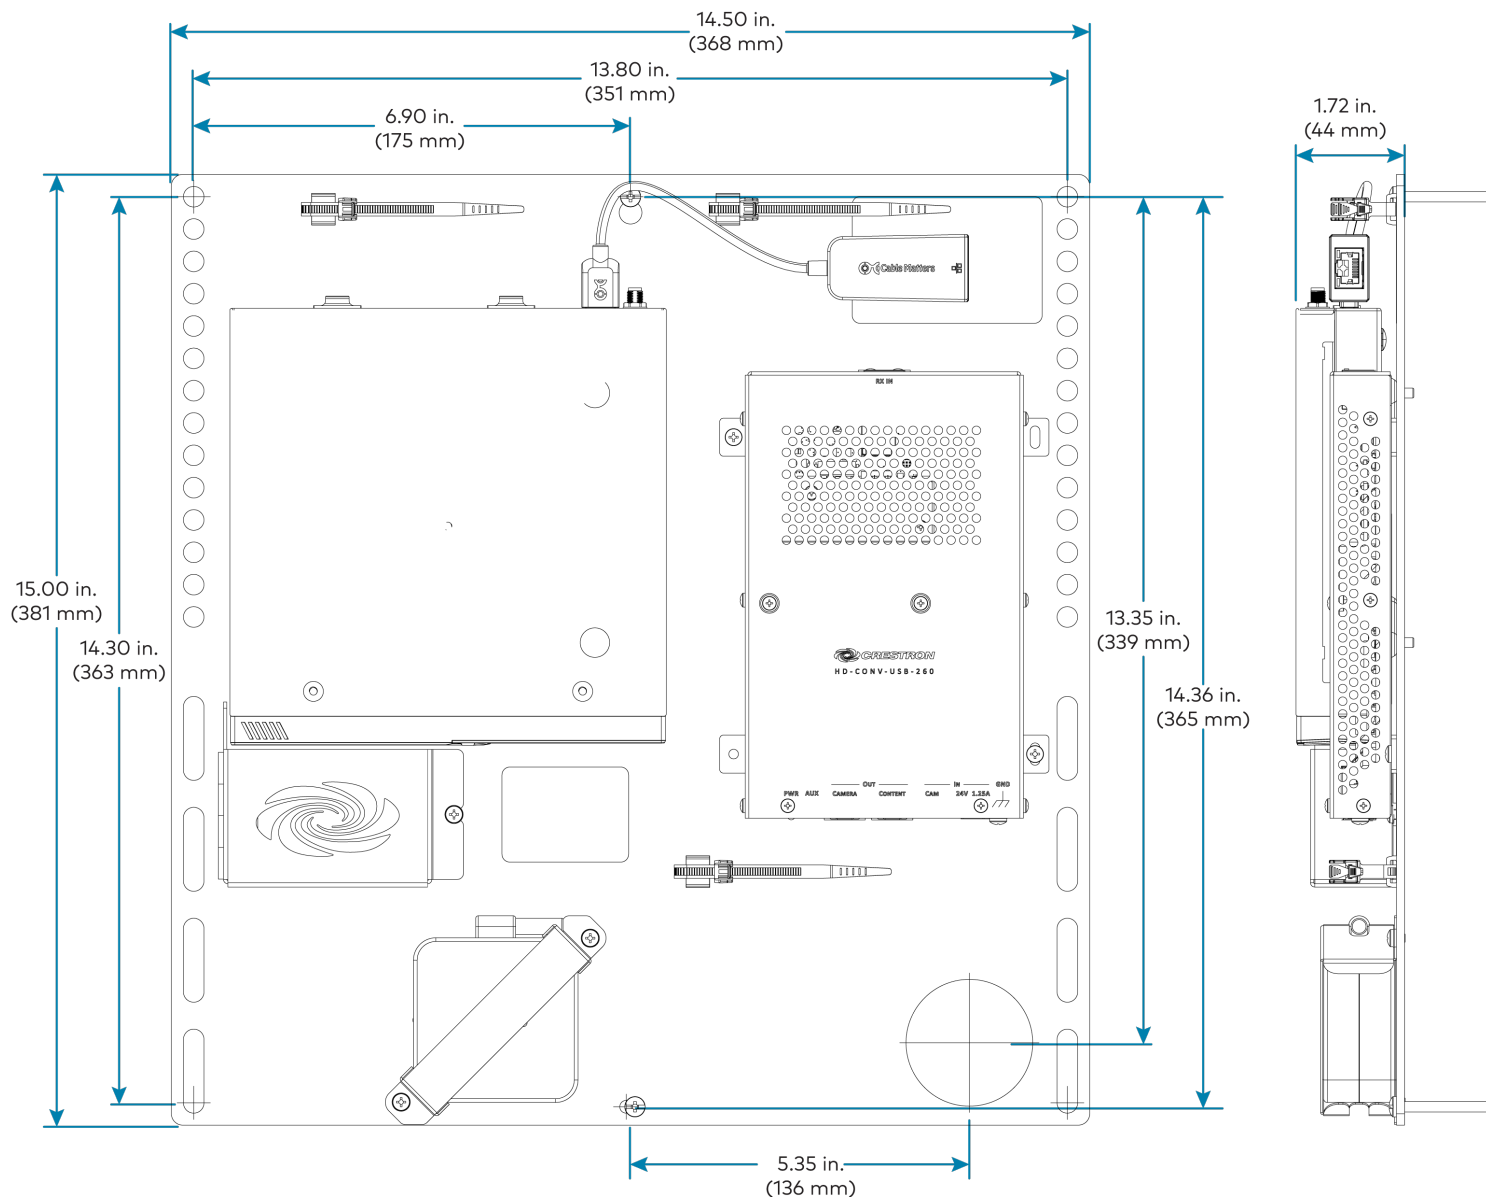 14.50 in.
(368 mm)
13.80 in.
(351 mm)
6.90 in.
(175 mm)
1.72 in.
(44 mm)
Cable Matters
RX IN
15.00 in.
(381 mm)
14.30 in.
(363 mm)
13.35 in.
(339 mm)
14.36 in.
(365 mm)
CRESTRON
HD-CONV-USB-260
OUT IN GND
PWR AUX CAMERA CONTENT CAM 24V 1.25A
5.35 in.
(136 mm)